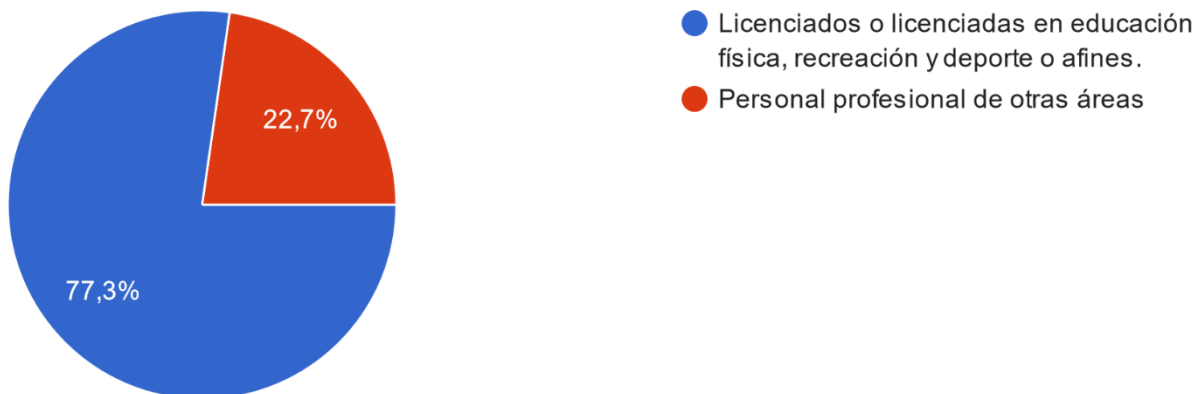 Licenciados o licenciadas en educación
física, recreación y deporte o afines.
Personal profesional de otras áreas
22,7%
77,3%